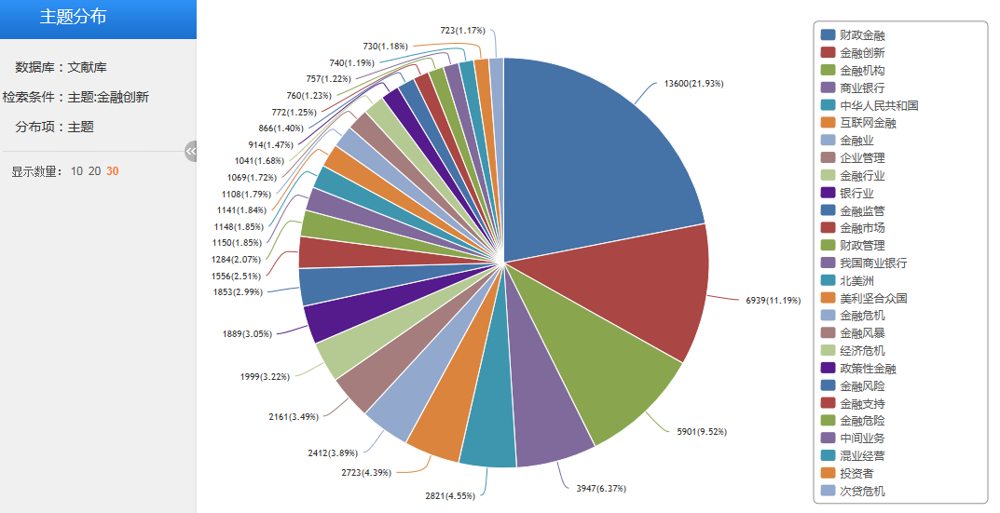 主题分布
数据库：文献库
检索条件：主题:金融创新
分布项：主题
显示数量： 10 20 30
723(1.17%)
730(1.18%)
740(1.19%)
757(1.22%)
760(1.23%)
772(1.25%)
866(1.40%)
914(1.47%)
1041(1.68%)
1069(1.72%)
1108(1.79%)
1141(1.84%)
1148(1.85%)
1150(1.85%)
1284(2.07%)
1556(2.51%)
1853(2.99%)
1889(3.05%)
1999(3.22%)
2161(3.49%)
2412(3.89%)
2723(4.39%)
2821(4.55%)
3947(6.37%)
5901(9.52%)
6939(11.19%)
13600(21.93%)
财政金融
金融创新
金融机构
商业银行
中华人民共和国
互联网金融
金融业
企业管理
金融行业
银行业
金融监管
金融市场
财政管理
我国商业银行
北美洲
美利坚合众国
金融危机
金融风暴
经济危机
政策性金融
金融风险
金融支持
金融危险
中间业务
混业经营
投资者
次贷危机